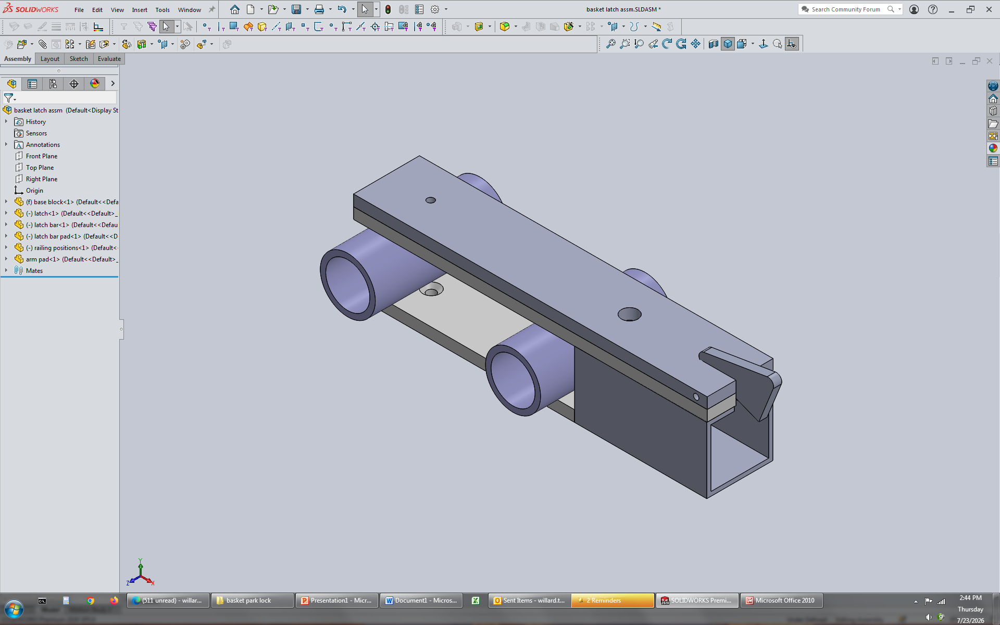 SOLIDWORKS File Edit View Insert Tools Window basket latch assm.SLDASM * Search Community Forum
Assembly Layout Sketch Evaluate
basket latch assm (Default<Display St
History
Sensors
A Annotations
Front Plane
Top Plane
Right Plane
Origin
(f) base block<1> (Default<<Defa
(-) latch<1> (Default<<Default>_
(-) latch bar<1> (Default<<Defau
(-) latch bar pad<1> (Default<<D
(-) railing positions<1> (Default<
arm pad<1> (Default<<Default>_
Mates
Y
Z X
(511 unread) - willar... basket park lock Presentation1 - Micr... Document1 - Micros... Sent Items - willard.t... 2 Reminders SOLIDWORKS Premi... Microsoft Office 2010
2:44 PM
Thursday
7/23/2026